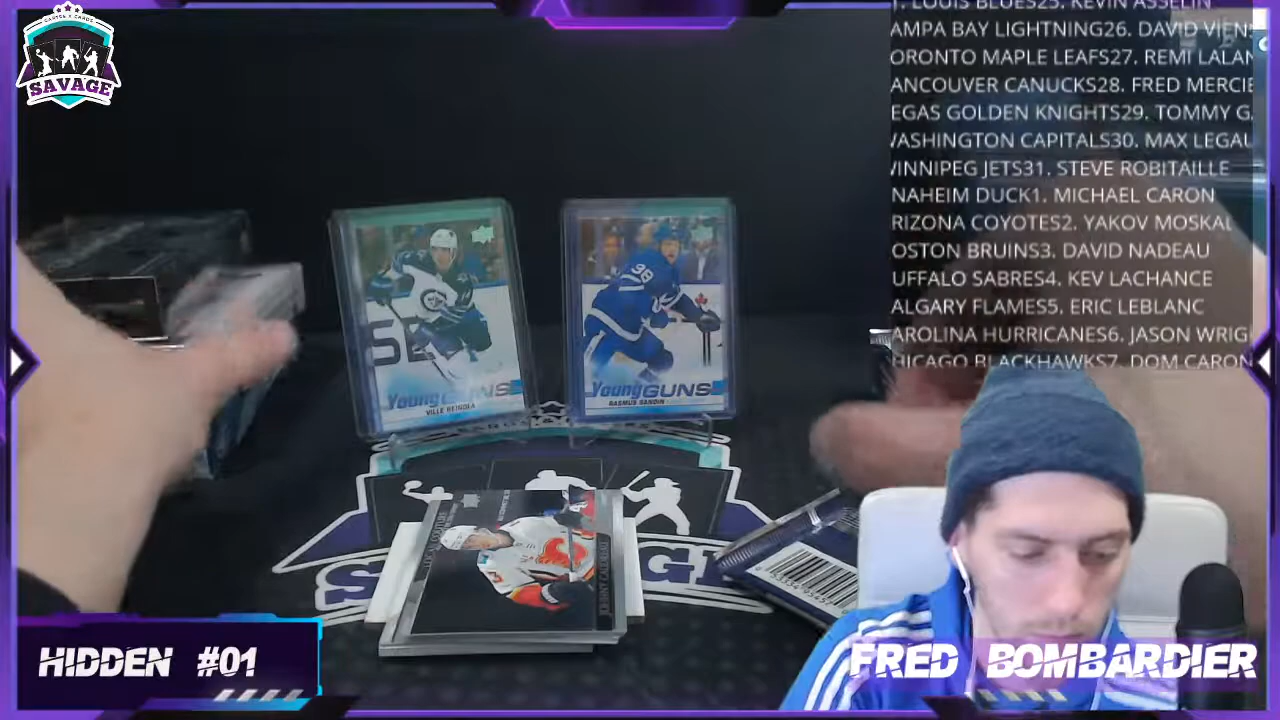 SAVAGE
. LOUIS BLUES25. KEVIN ASSELIN
AMPA BAY LIGHTNING26. DAVID VIEN
ORONTO MAPLE LEAFS27. REMI LALAN
ANCOUVER CANUCKS28. FRED MERCIE
EGAS GOLDEN KNIGHTS29. TOMMY G
WASHINGTON CAPITALS30. MAX LEGAU
INNIPEG JETS31. STEVE ROBITAILLE
NAHEIM DUCK1. MICHAEL CARON
RIZONA COYOTES2. YAKOV MOSKAL
OSTON BRUINS3. DAVID NADEAU
UFFALO SABRES4. KEV LACHANCE
ALGARY FLAMES5. ERIC LEBLANC
AROLINA HURRICANES6. JASON WRIG
HICAGO BLACKHAWKS7. DOM CARON
Young GUNS
VILLE HEINOLA
38
Young GUNS
RASMUS SANDIN
JOHNNY GAUDREAU
HIDDEN #01
FRED BOMBARDIER